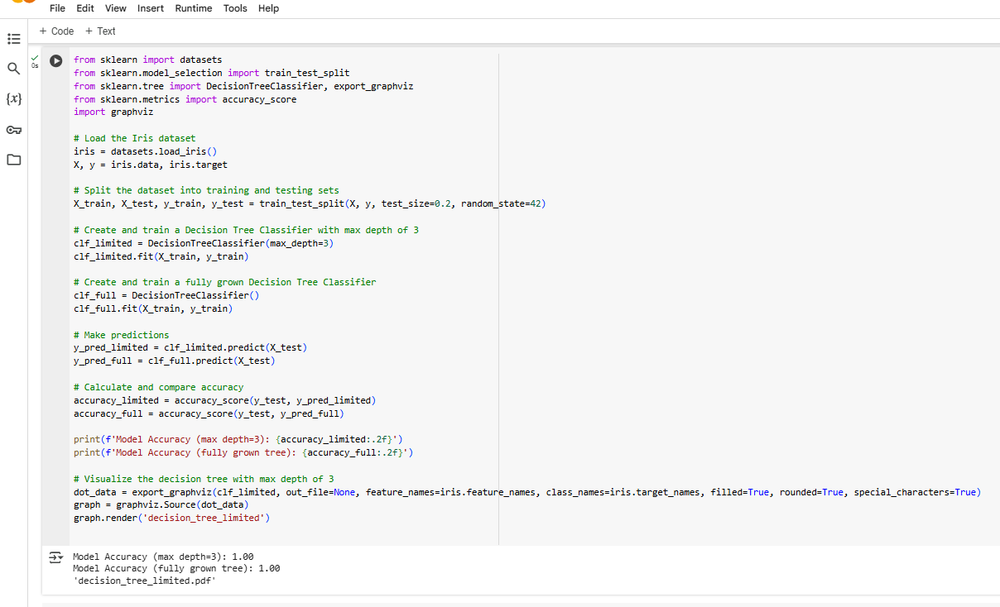 File Edit View Insert Runtime Tools Help
+ Code + Text
0s
{x}
from sklearn import datasets
from sklearn.model_selection import train_test_split
from sklearn.tree import DecisionTreeClassifier, export_graphviz
from sklearn.metrics import accuracy_score
import graphviz
# Load the Iris dataset
iris = datasets.load_iris()
X, y = iris.data, iris.target
# Split the dataset into training and testing sets
X_train, X_test, y_train, y_test = train_test_split(X, y, test_size=0.2, random_state=42)
# Create and train a Decision Tree Classifier with max depth of 3
clf_limited = DecisionTreeClassifier(max_depth=3)
clf_limited.fit(X_train, y_train)
# Create and train a fully grown Decision Tree Classifier
clf_full = DecisionTreeClassifier()
clf_full.fit(X_train, y_train)
# Make predictions
y_pred_limited = clf_limited.predict(X_test)
y_pred_full = clf_full.predict(X_test)
# Calculate and compare accuracy
accuracy_limited = accuracy_score(y_test, y_pred_limited)
accuracy_full = accuracy_score(y_test, y_pred_full)
print(f'Model Accuracy (max depth=3): {accuracy_limited:.2f}')
print(f'Model Accuracy (fully grown tree): {accuracy_full:.2f}')
# Visualize the decision tree with max depth of 3
dot_data = export_graphviz(clf_limited, out_file=None, feature_names=iris.feature_names, class_names=iris.target_names, filled=True, rounded=True, special_characters=True)
graph = graphviz.Source(dot_data)
graph.render('decision_tree_limited')
Model Accuracy (max depth=3): 1.00
Model Accuracy (fully grown tree): 1.00
'decision_tree_limited.pdf'